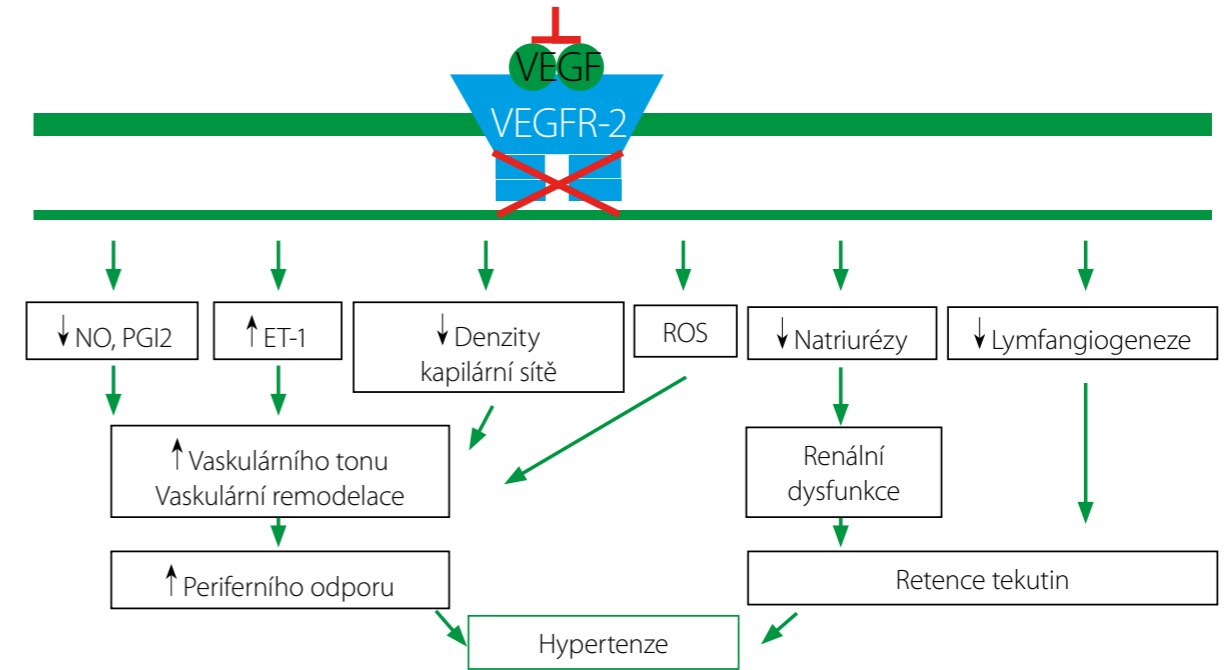 VEGF
VEGFR-2
↓ NO, PGI2
↑ ET-1
↓ Denzity
kapilární sítě
ROS
↓ Natriurézy
↓ Lymfangiogeneze
↑ Vaskulárního tonu
Vaskulární remodelace
Renální
dysfunkce
↑ Periferního odporu
Retence tekutin
Hypertenze